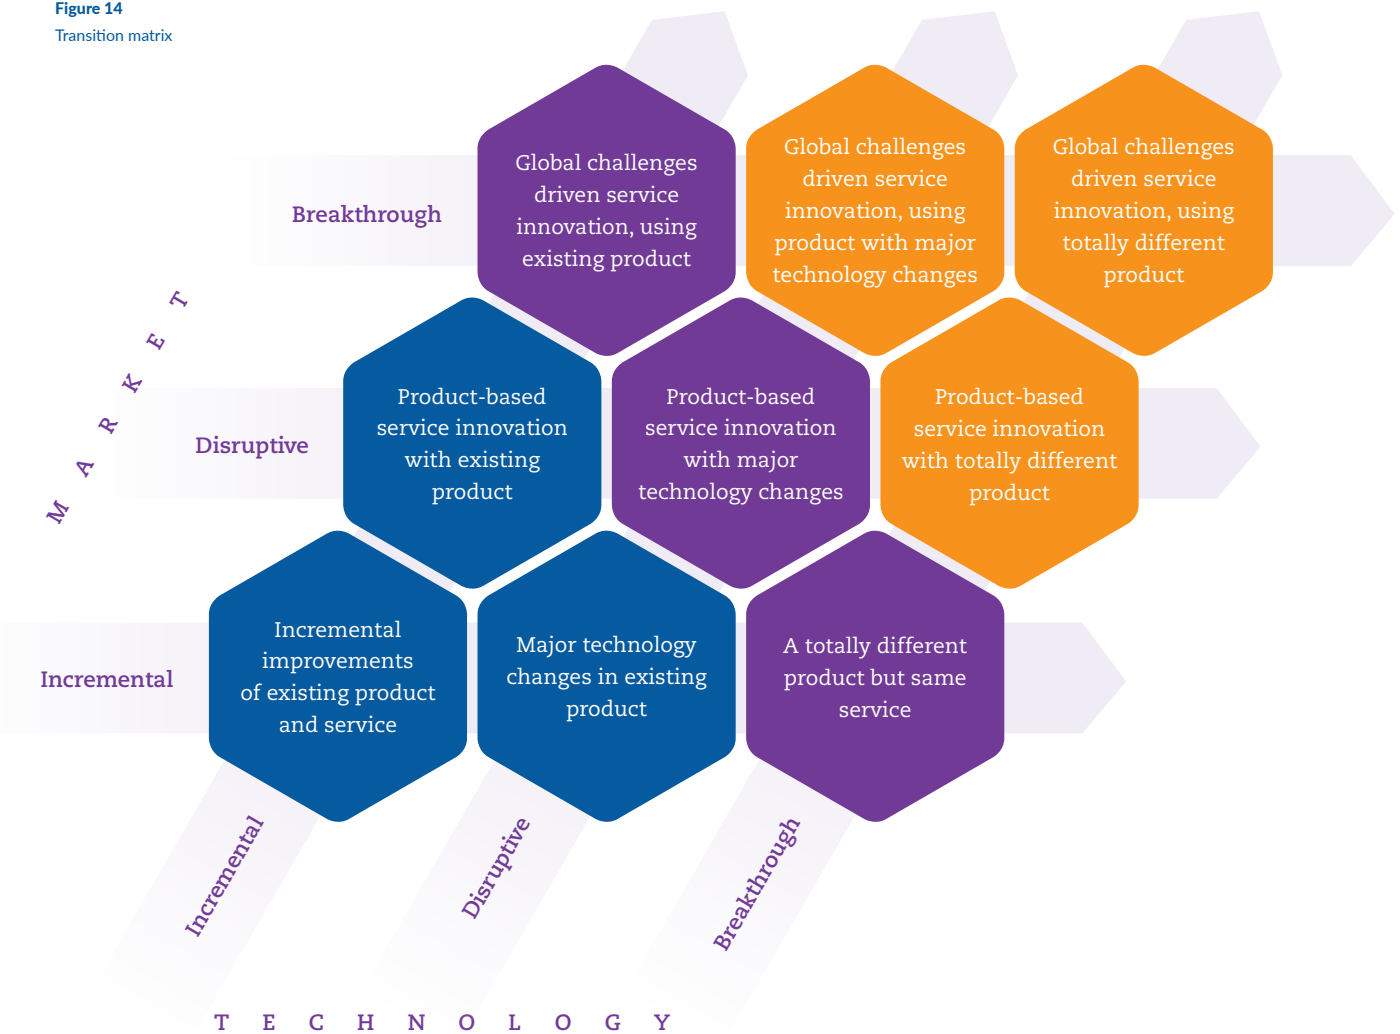 Figure 14
Transition matrix
Breakthrough
Global challenges
driven service
innovation, using
existing product
Global challenges
driven service
innovation, using
product with major
technology changes
Global challenges
driven service
innovation, using
totally different
product
MARKET
Disruptive
Product-based
service innovation
with existing
product
Product-based
service innovation
with major
technology changes
Product-based
service innovation
with totally different
product
Incremental
Incremental
improvements
of existing product
and service
Major technology
changes in existing
product
A totally different
product but same
service
Incremental
Disruptive
Breakthrough
TECHNOLOGY